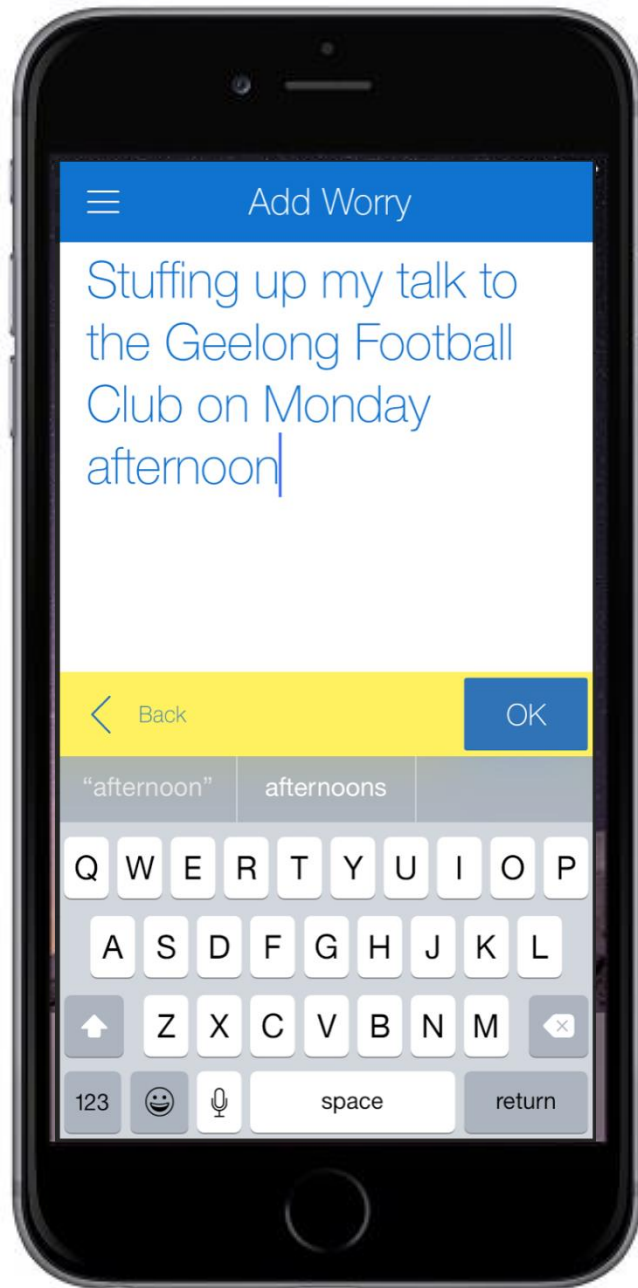 Add Worry
Stuffing up my talk to
the Geelong Football
Club on Monday
afternoon
Back OK
“afternoon” afternoons
Q W E R T Y U I O P
A S D F G H J K L
Z X C V B N M
123 space return